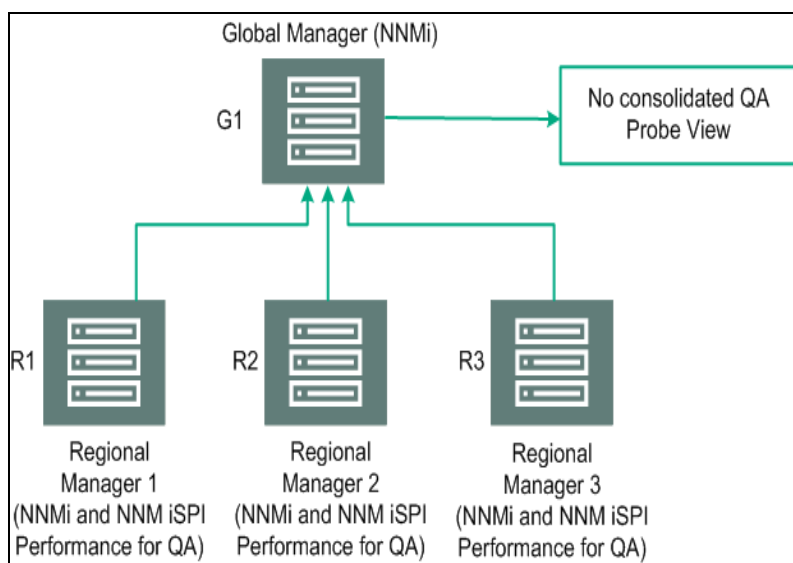 Global Manager (NNMi)
G1
No consolidated QA
Probe View
R1
R2
R3
Regional
Manager 1
(NNMi and NNM iSPI
Performance for QA)
Regional
Manager 2
(NNMi and NNM iSPI
Performance for QA)
Regional
Manager 3
(NNMi and NNM iSPI
Performance for QA)